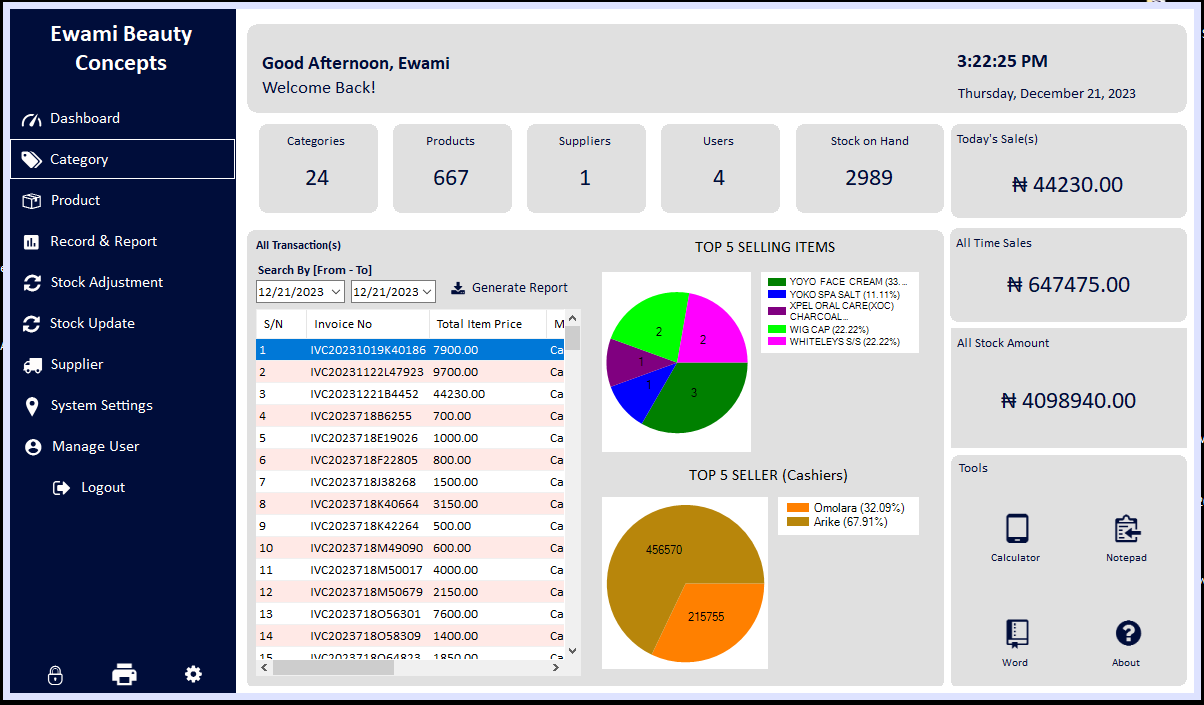 Ewami Beauty
Concepts
Dashboard
Category
Product
Record & Report
Stock Adjustment
Stock Update
Supplier
System Settings
Manage User
Logout
Good Afternoon, Ewami
Welcome Back!
3:22:25 PM
Thursday, December 21, 2023
Categories
24
Products
667
Suppliers
1
Users
4
Stock on Hand
2989
Today's Sale(s)
₦ 44230.00
All Time Sales
₦ 647475.00
All Stock Amount
₦ 4098940.00
All Transaction(s)
Search By [From - To]
12/21/2023 12/21/2023 Generate Report
S/N Invoice No Total Item Price M
1 IVC20231019K40186 7900.00 Ca
2 IVC20231122L47923 9700.00 Ca
3 IVC20231221B4452 44230.00 Ca
4 IVC2023718B6255 700.00 Ca
5 IVC2023718E19026 1000.00 Ca
6 IVC2023718F22805 800.00 Ca
7 IVC2023718J38268 1500.00 Ca
8 IVC2023718K40664 3150.00 Ca
9 IVC2023718K42264 500.00 Ca
10 IVC2023718M49090 600.00 Ca
11 IVC2023718M50017 4000.00 Ca
12 IVC2023718M50679 2150.00 Ca
13 IVC2023718O56301 7600.00 Ca
14 IVC2023718O58309 1400.00 Ca
15 IVC2023718O64823 1850.00 Ca
TOP 5 SELLING ITEMS
2
2
1
1
3
YOYO FACE CREAM (33....
YOKO SPA SALT (11.11%)
XPEL ORAL CARE(XOC)
CHARCOAL...
WIG CAP (22.22%)
WHITELEYS S/S (22.22%)
TOP 5 SELLER (Cashiers)
456570
215755
Omolara (32.09%)
Arike (67.91%)
Tools
Calculator
Notepad
Word
About